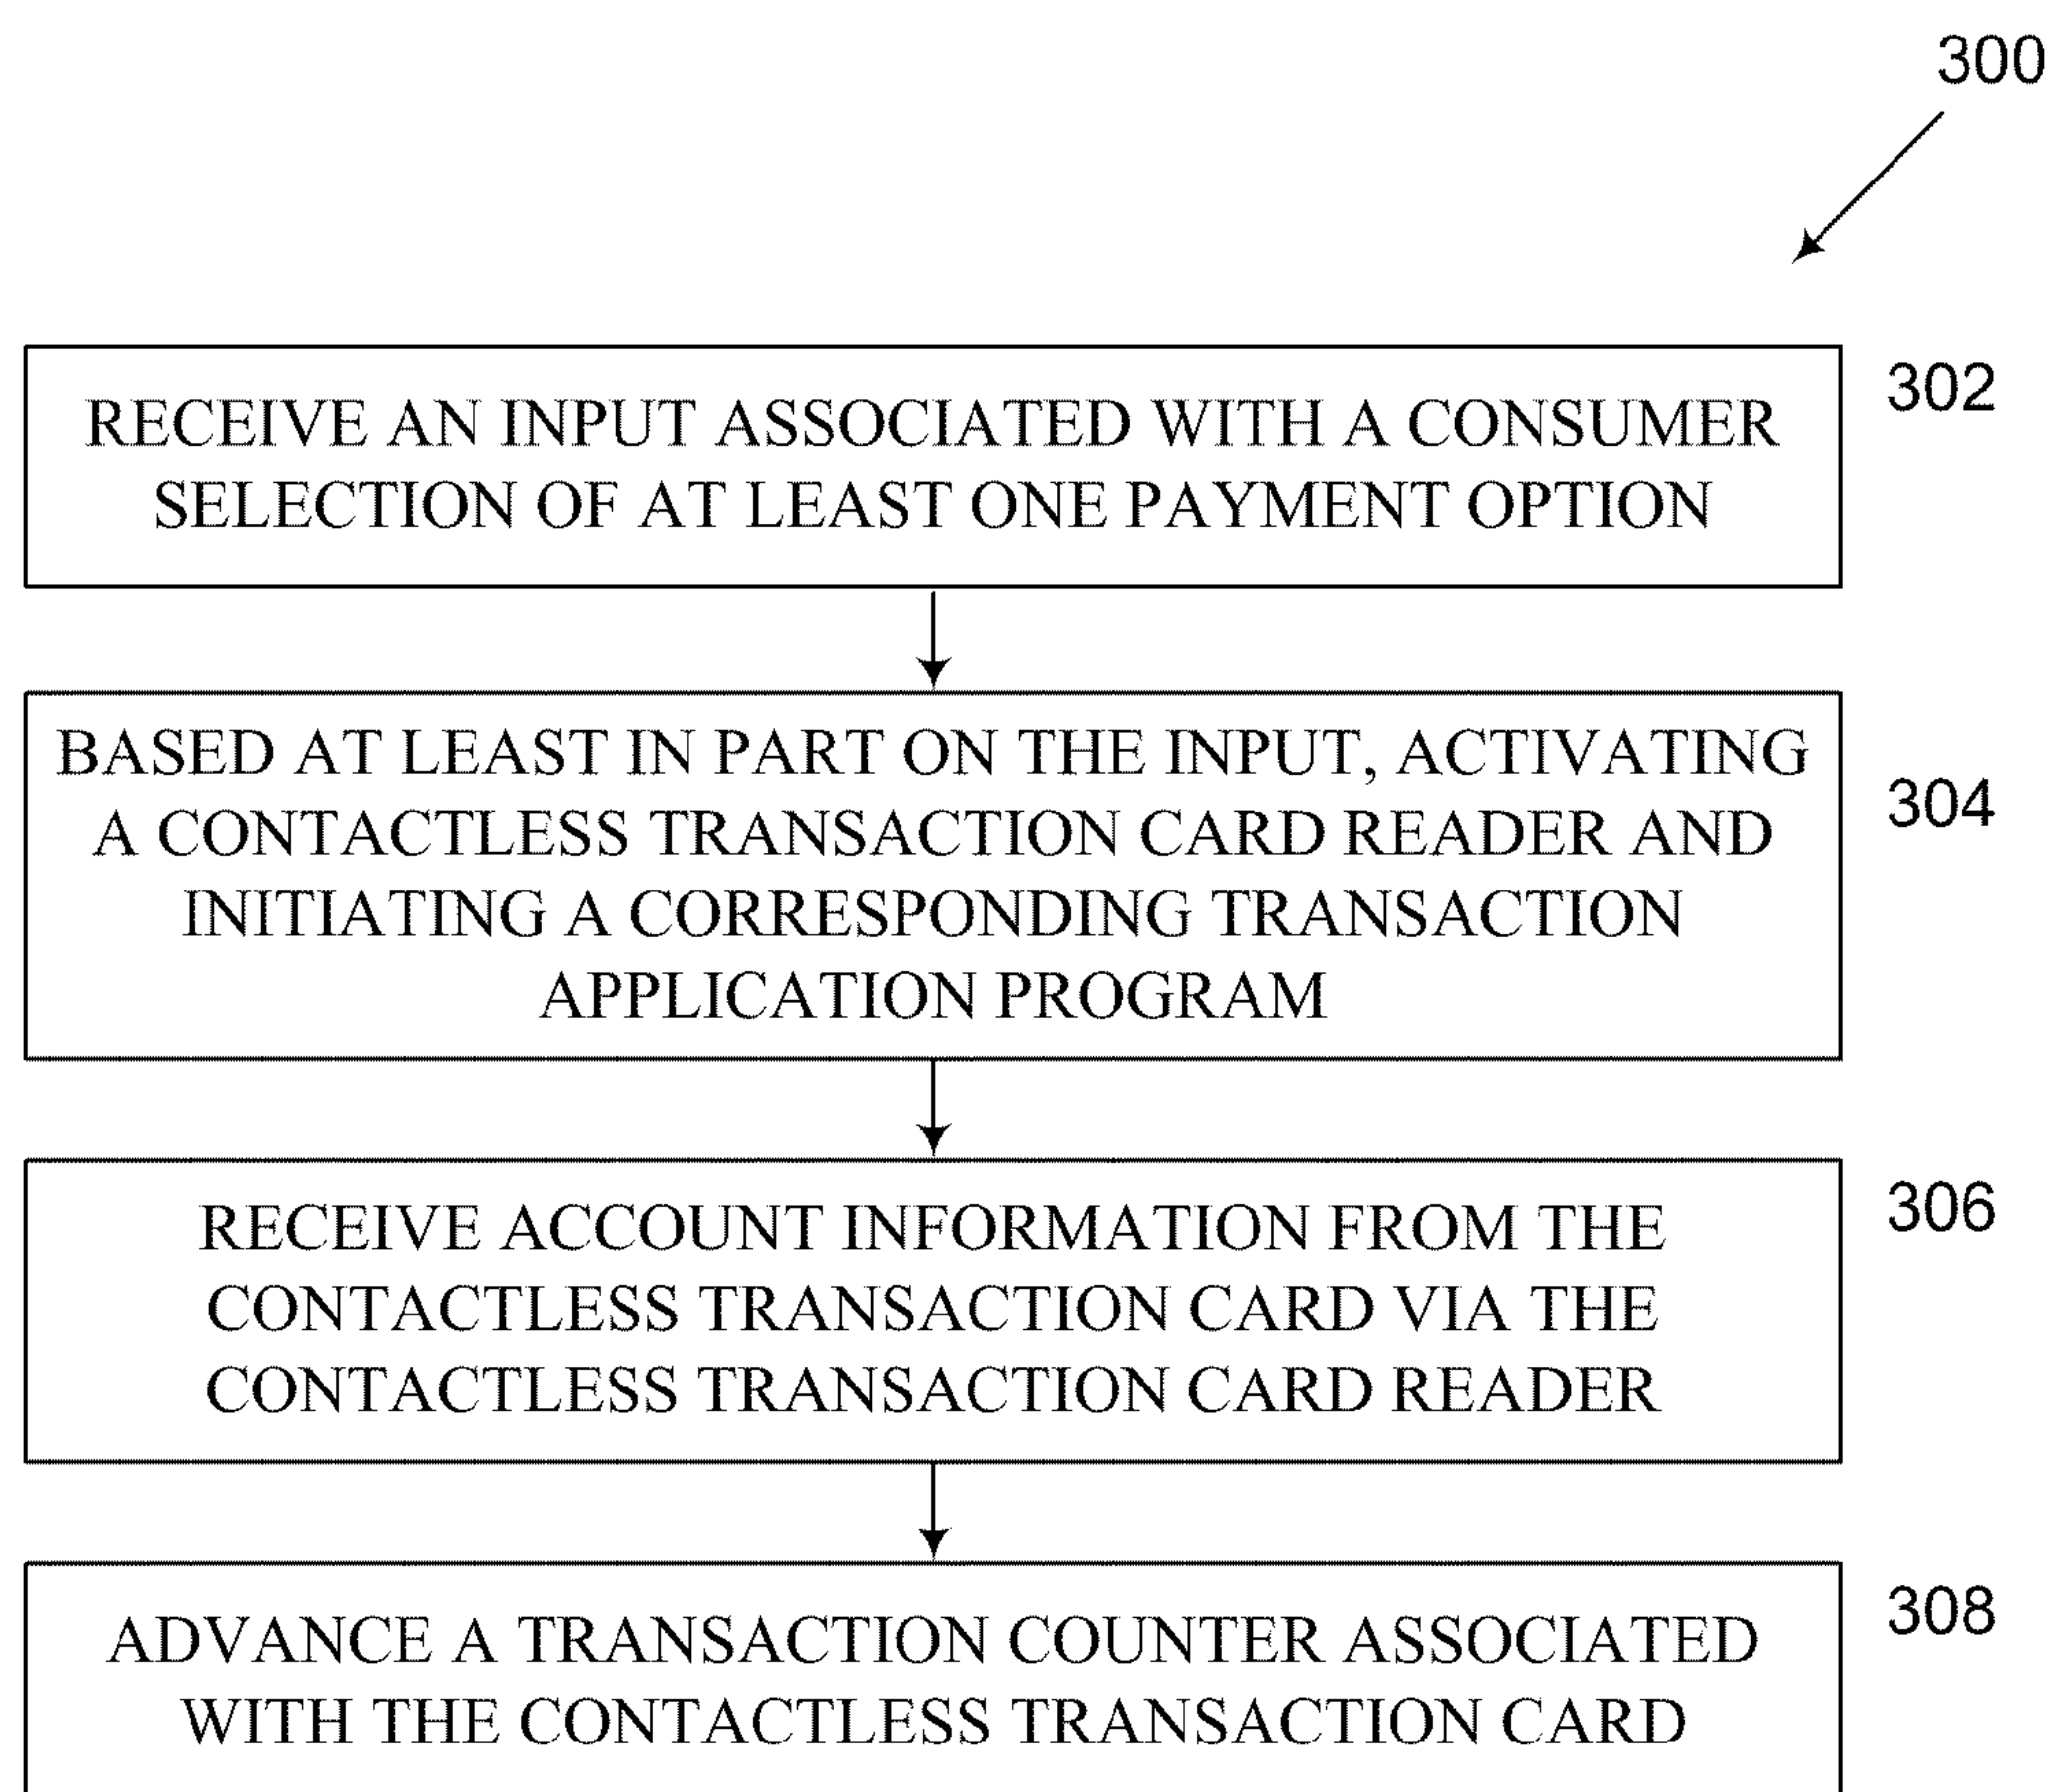 300
302
RECEIVE AN INPUT ASSOCIATED WITH A CONSUMER
SELECTION OF AT LEAST ONE PAYMENT OPTION
304
BASED AT LEAST IN PART ON THE INPUT, ACTIVATING
A CONTACTLESS TRANSACTION CARD READER AND
INITIATING A CORRESPONDING TRANSACTION
APPLICATION PROGRAM
306
RECEIVE ACCOUNT INFORMATION FROM THE
CONTACTLESS TRANSACTION CARD VIA THE
CONTACTLESS TRANSACTION CARD READER
308
ADVANCE A TRANSACTION COUNTER ASSOCIATED
WITH THE CONTACTLESS TRANSACTION CARD